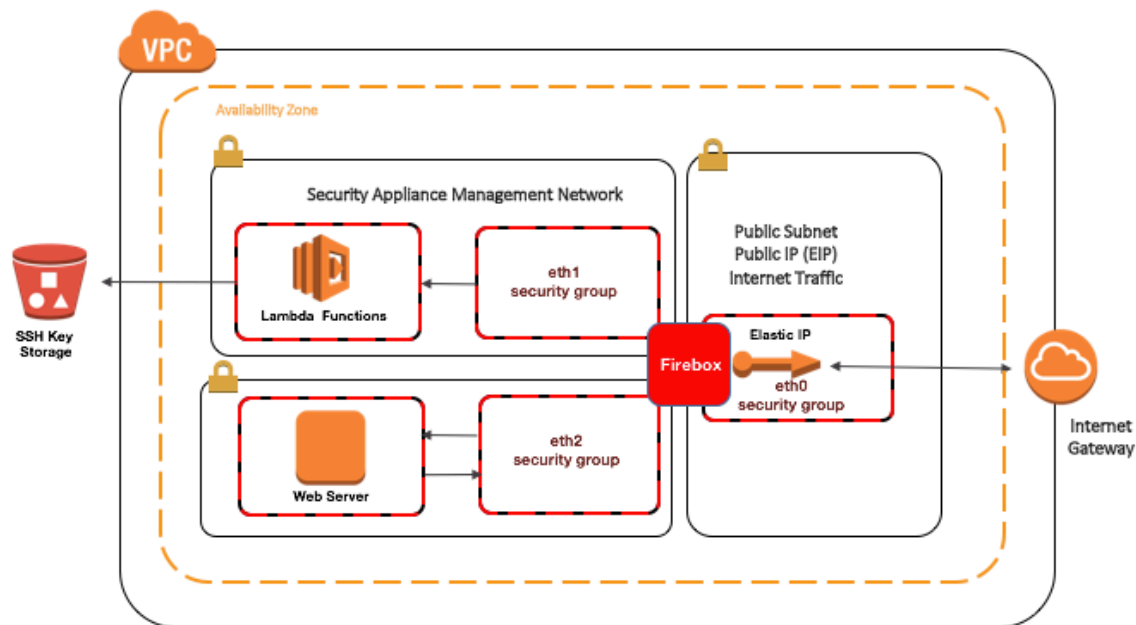 VPC
Availability Zone
Security Appliance Management Network
Lambda Functions
eth1
security group
Public Subnet
Public IP (EIP)
Internet Traffic
SSH Key
Storage
Firebox
Elastic IP
eth0
security group
Web Server
eth2
security group
Internet
Gateway